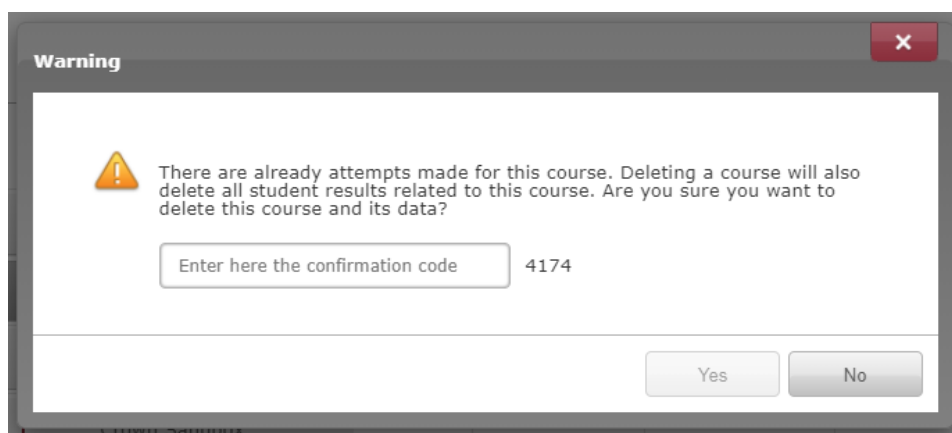 Warning
There are already attempts made for this course. Deleting a course will also
delete all student results related to this course. Are you sure you want to
delete this course and its data?
Enter here the confirmation code 4174
Yes No